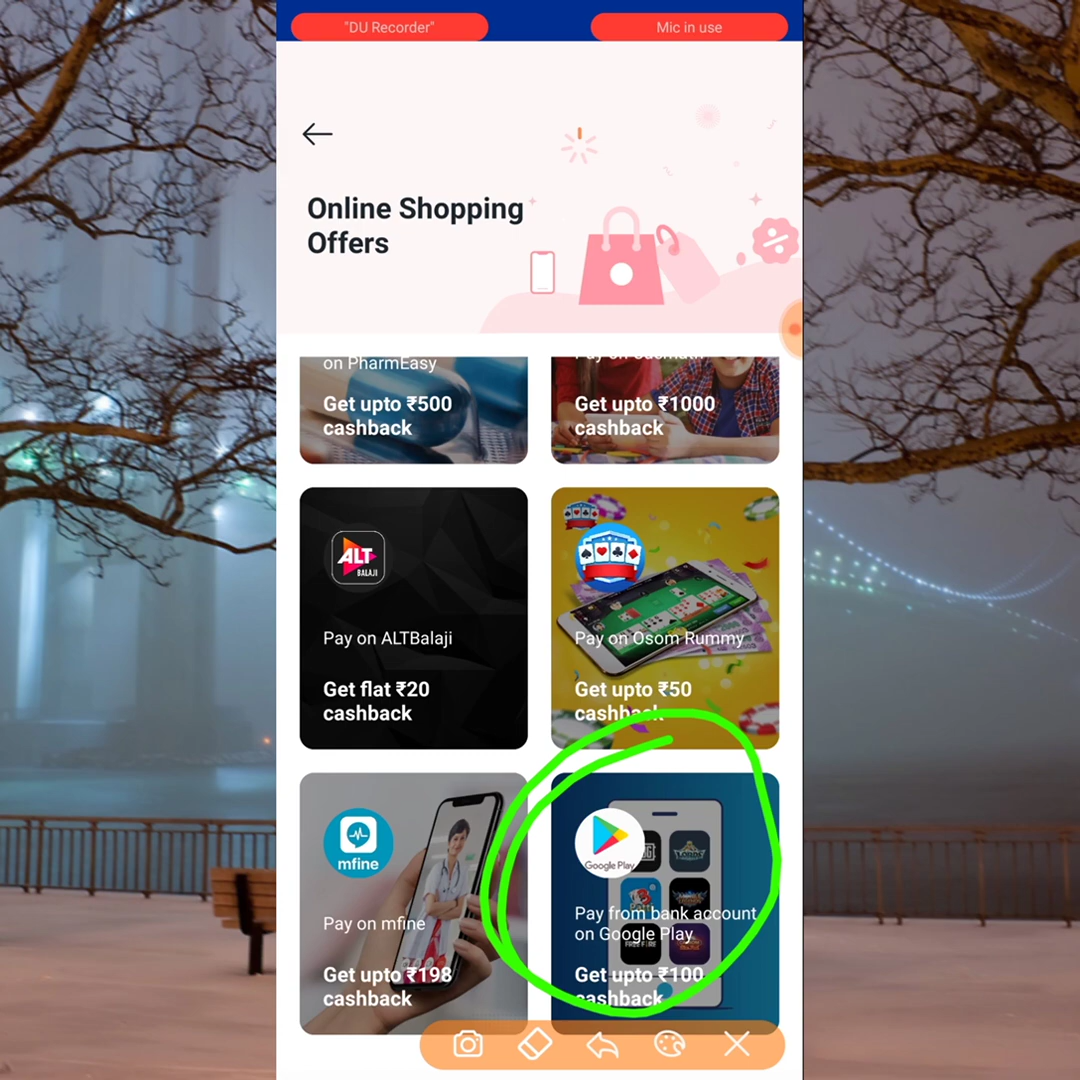 "DU Recorder"
Mic in use
Online Shopping
Offers
on PharmEasy
Get upto ₹500
cashback
Get upto ₹1000
cashback
ALT
BALAJI
Pay on ALTBalaji
Get flat ₹20
cashback
Pay on Osom Rummy
Get upto ₹50
cashback
mfine
Pay on mfine
Get upto ₹198
cashback
Google Play
FREE FIRE
Pay from bank account
on Google Play
Get upto ₹100
cashback